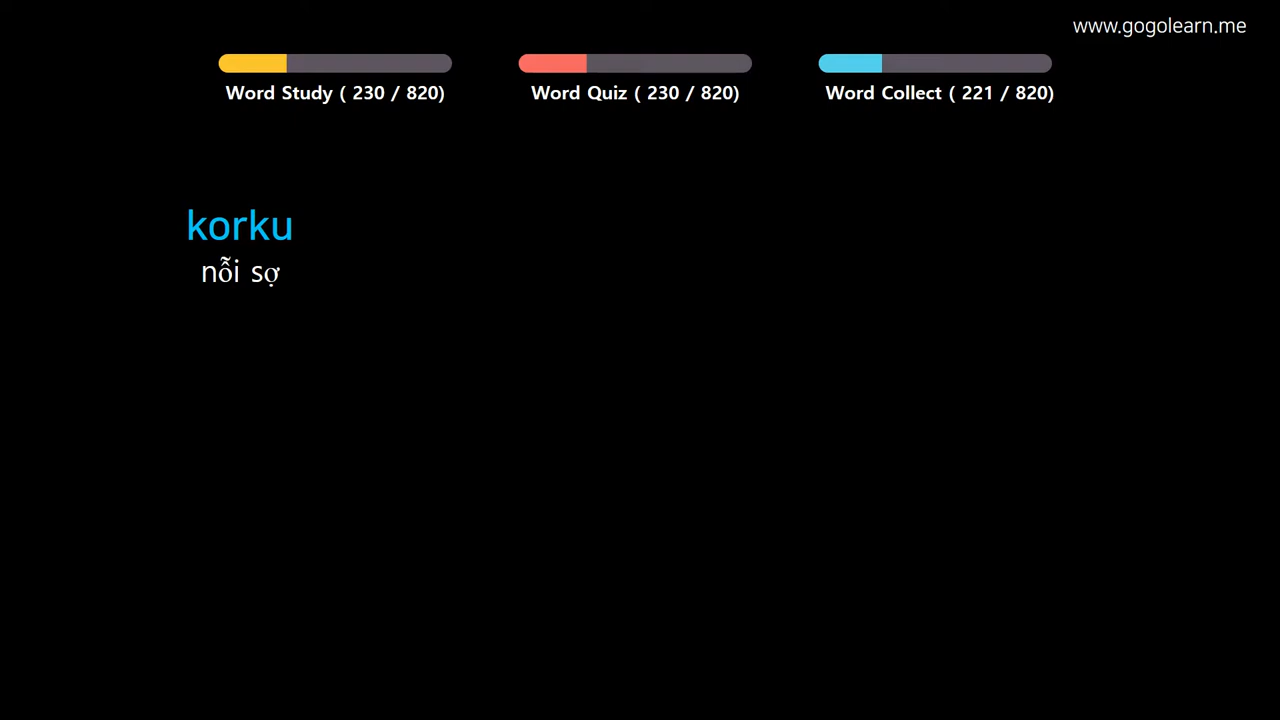 www.gogolearn.me
Word Study ( 230 / 820)
Word Quiz ( 230 / 820)
Word Collect ( 221 / 820)
korku
nỗi sợ